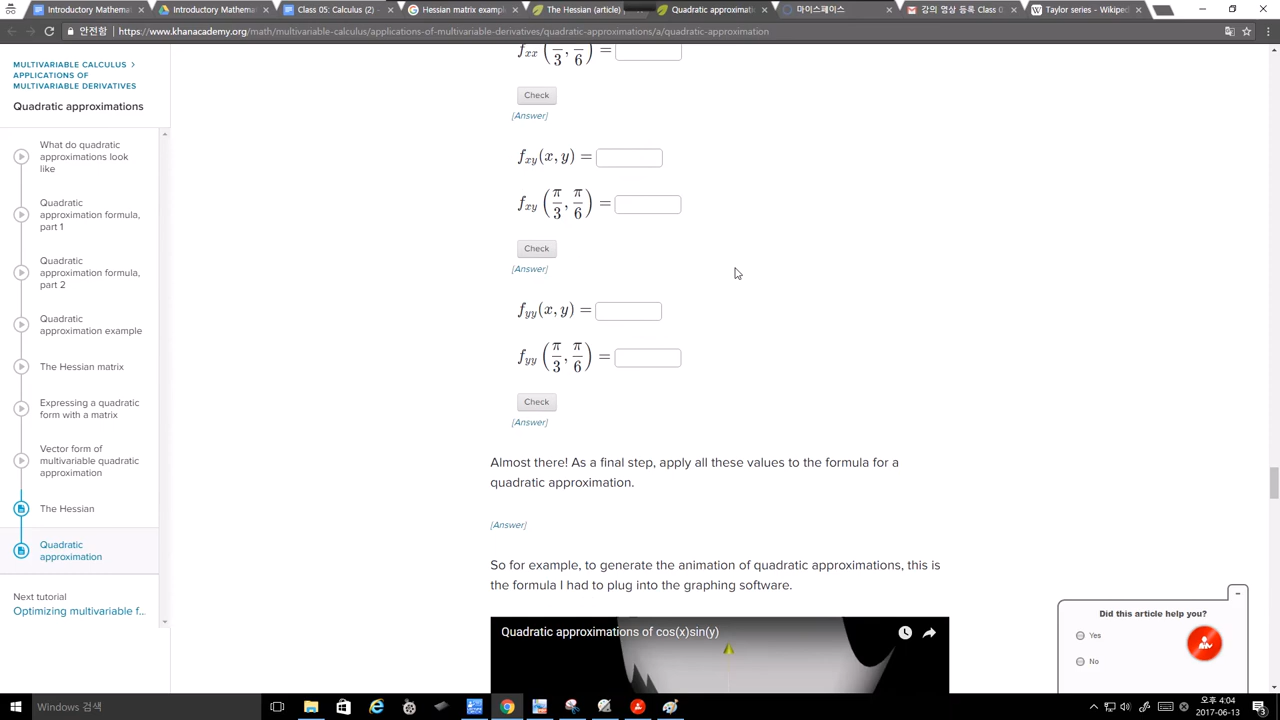 Introductory Mathema
Introductory Mathema
Class 05: Calculus (2) -
Hessian matrix exampl
The Hessian (article) |
Quadratic approximati
마이크페이스
강의 영상 등록 Class 0
Taylor series - Wikiped
안전함 | https://www.khanacademy.org/math/multivariable-calculus/applications-of-multivariable-derivatives/quadratic-approximations/a/quadratic-approximation
MULTIVARIABLE CALCULUS >
APPLICATIONS OF
MULTIVARIABLE DERIVATIVES
Quadratic approximations
What do quadratic
approximations look
like
Quadratic
approximation formula,
part 1
Quadratic
approximation formula,
part 2
Quadratic
approximation example
The Hessian matrix
Expressing a quadratic
form with a matrix
Vector form of
multivariable quadratic
approximation
The Hessian
Quadratic
approximation
Next tutorial
Optimizing multivariable f...
f_xx (π/3, π/6) =
Check
[Answer]
f_xy(x, y) =
f_xy (π/3, π/6) =
Check
[Answer]
f_yy(x, y) =
f_yy (π/3, π/6) =
Check
[Answer]
Almost there! As a final step, apply all these values to the formula for a
quadratic approximation.
[Answer]
So for example, to generate the animation of quadratic approximations, this is
the formula I had to plug into the graphing software.
Quadratic approximations of cos(x)sin(y)
Did this article help you?
Yes
No
Windows 검색
오후 4:04
2017-06-13